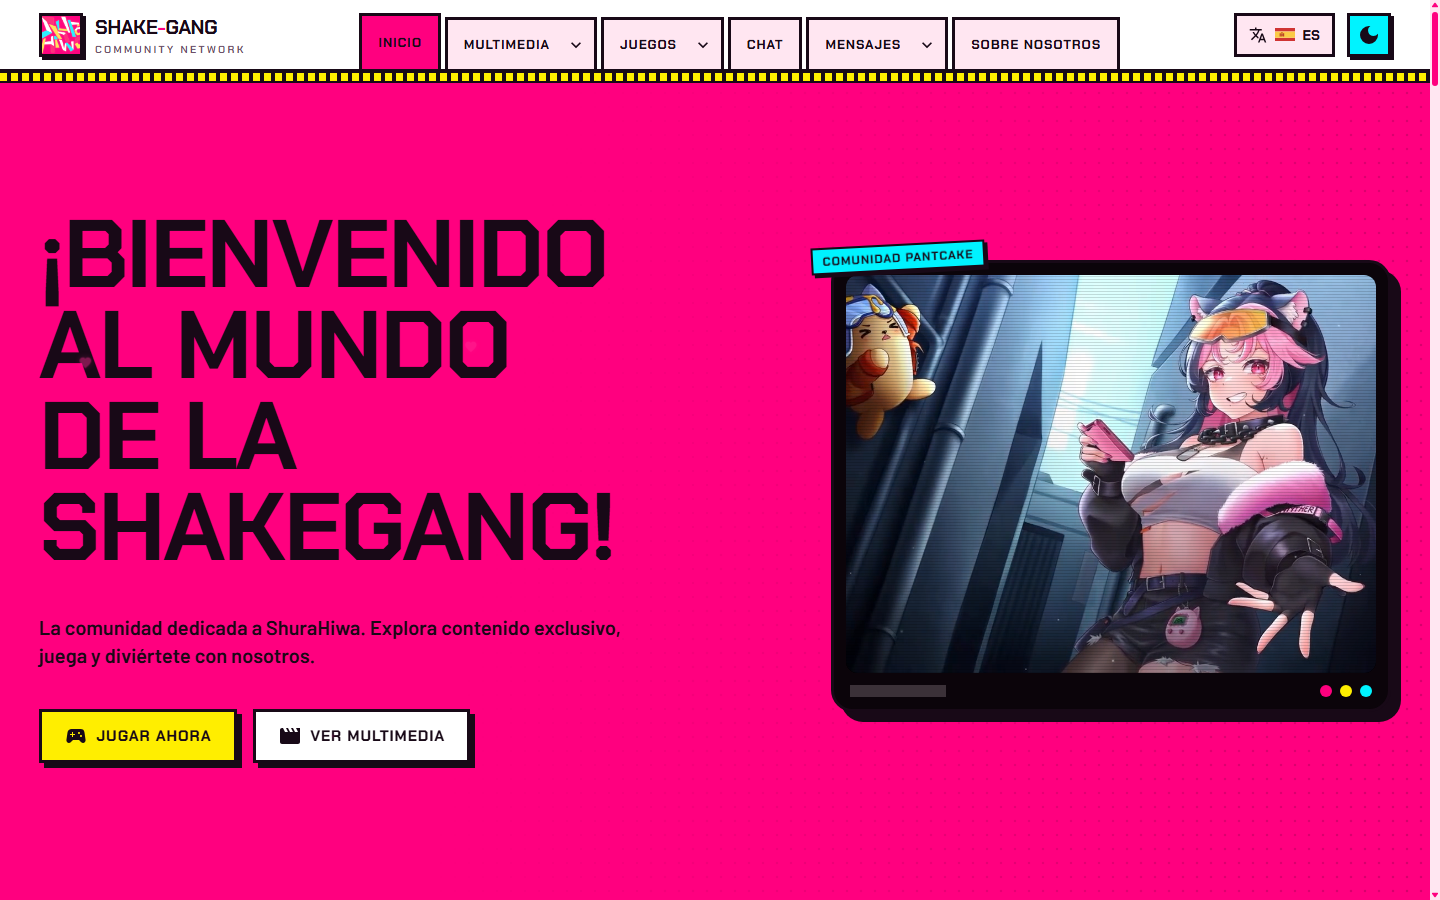 SHAKE-GANG
COMMUNITY NETWORK
INICIO
MULTIMEDIA
JUEGOS
CHAT
MENSAJES
SOBRE NOSOTROS
ES
¡BIENVENIDO
AL MUNDO
DE LA
SHAKEGANG!
La comunidad dedicada a ShuraHiwa. Explora contenido exclusivo,
juega y diviértete con nosotros.
JUGAR AHORA
VER MULTIMEDIA
COMUNIDAD PANTCAKE